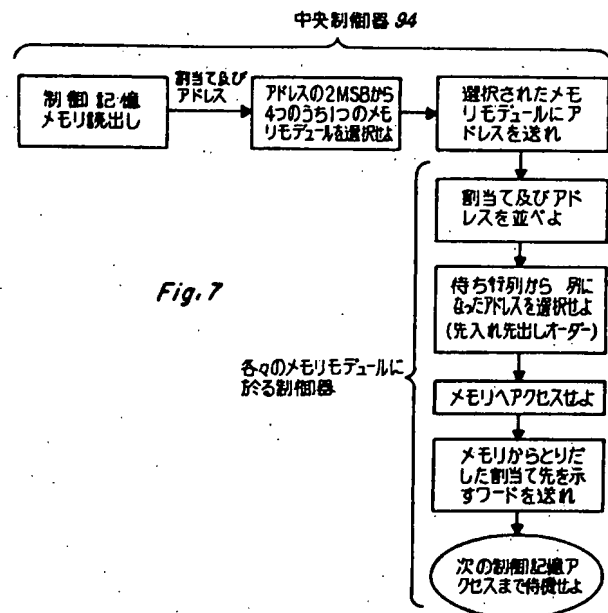 中央制御器 94
制御記憶
メモリ読出し
割当て及び
アドレス
アドレスの2MSBから
4つのうち1つのメモ
リモジュールを選択せよ
選択されたメモ
リモジュールにア
ドレスを送れ
割当て及びアド
レスを並べよ
Fig. 7
待ち行列から 列に
なったアドレスを選択せよ
(先入れ先出しオーダー)
各々のメモリモジュールに
於る制御器
メモリへアクセスせよ
メモリからとりだ
した割当て先を示
すワードを送れ
次の制御記憶ア
クセスまで待機せよ